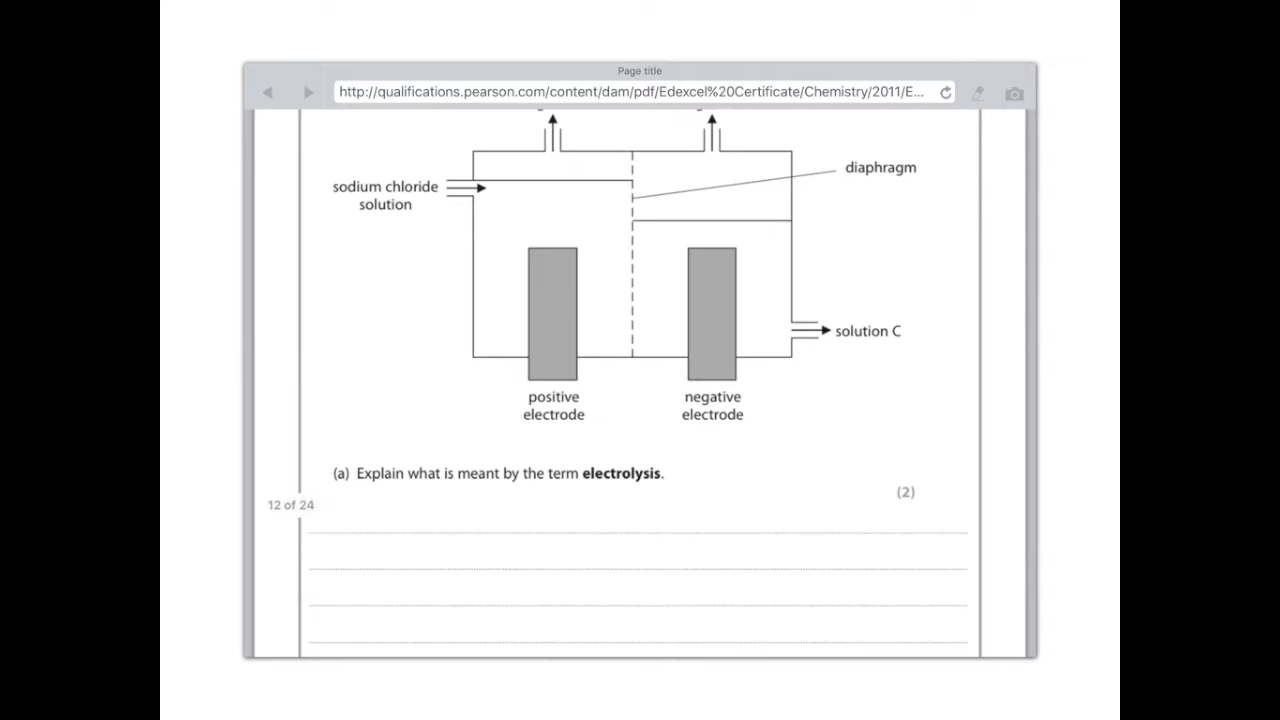 Page title
http://qualifications.pearson.com/content/dam/pdf/Edexcel%20Certificate/Chemistry/2011/E...
diaphragm
sodium chloride
solution
solution C
positive
electrode
negative
electrode
(a) Explain what is meant by the term electrolysis.
(2)
12 of 24